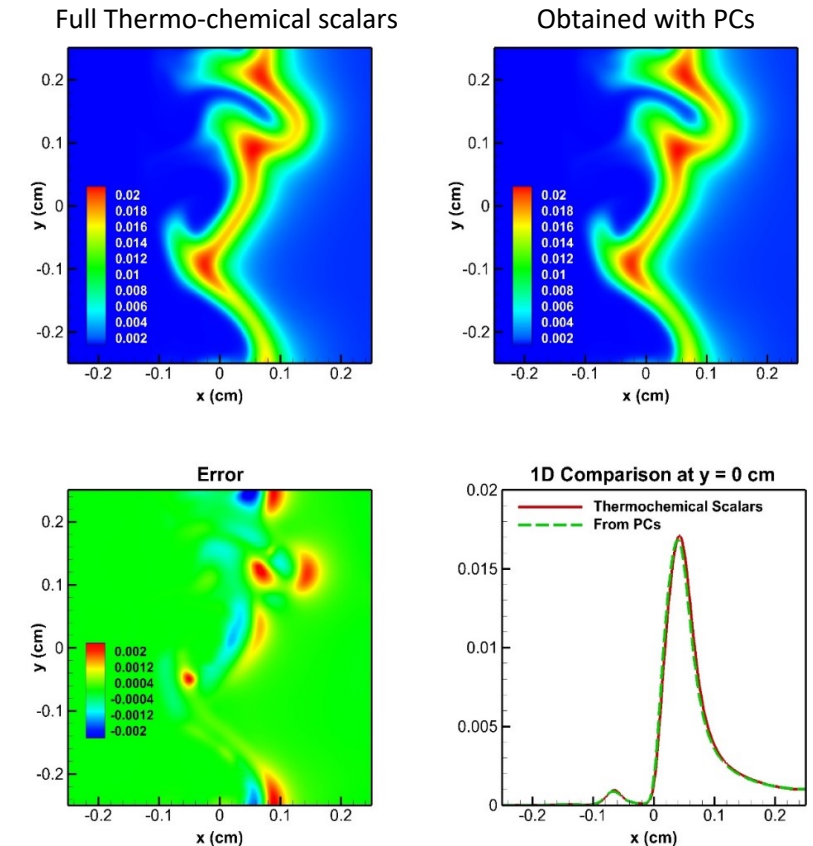 Full Thermo-chemical scalars
Obtained with PCs
0.2
0.1
0
-0.1
-0.2
y (cm)
0.02
0.018
0.016
0.014
0.012
0.01
0.008
0.006
0.004
0.002
-0.2 -0.1 0 0.1 0.2
x (cm)
0.2
0.1
0
-0.1
-0.2
y (cm)
0.02
0.018
0.016
0.014
0.012
0.01
0.008
0.006
0.004
0.002
-0.2 -0.1 0 0.1 0.2
x (cm)
Error
0.2
0.1
0
-0.1
-0.2
y (cm)
0.002
0.0012
0.0004
-0.0004
-0.0012
-0.002
-0.2 -0.1 0 0.1 0.2
x (cm)
1D Comparison at y = 0 cm
0.02
0.015
0.01
0.005
0
Thermochemical Scalars
From PCs
-0.2 -0.1 0 0.1 0.2
x (cm)